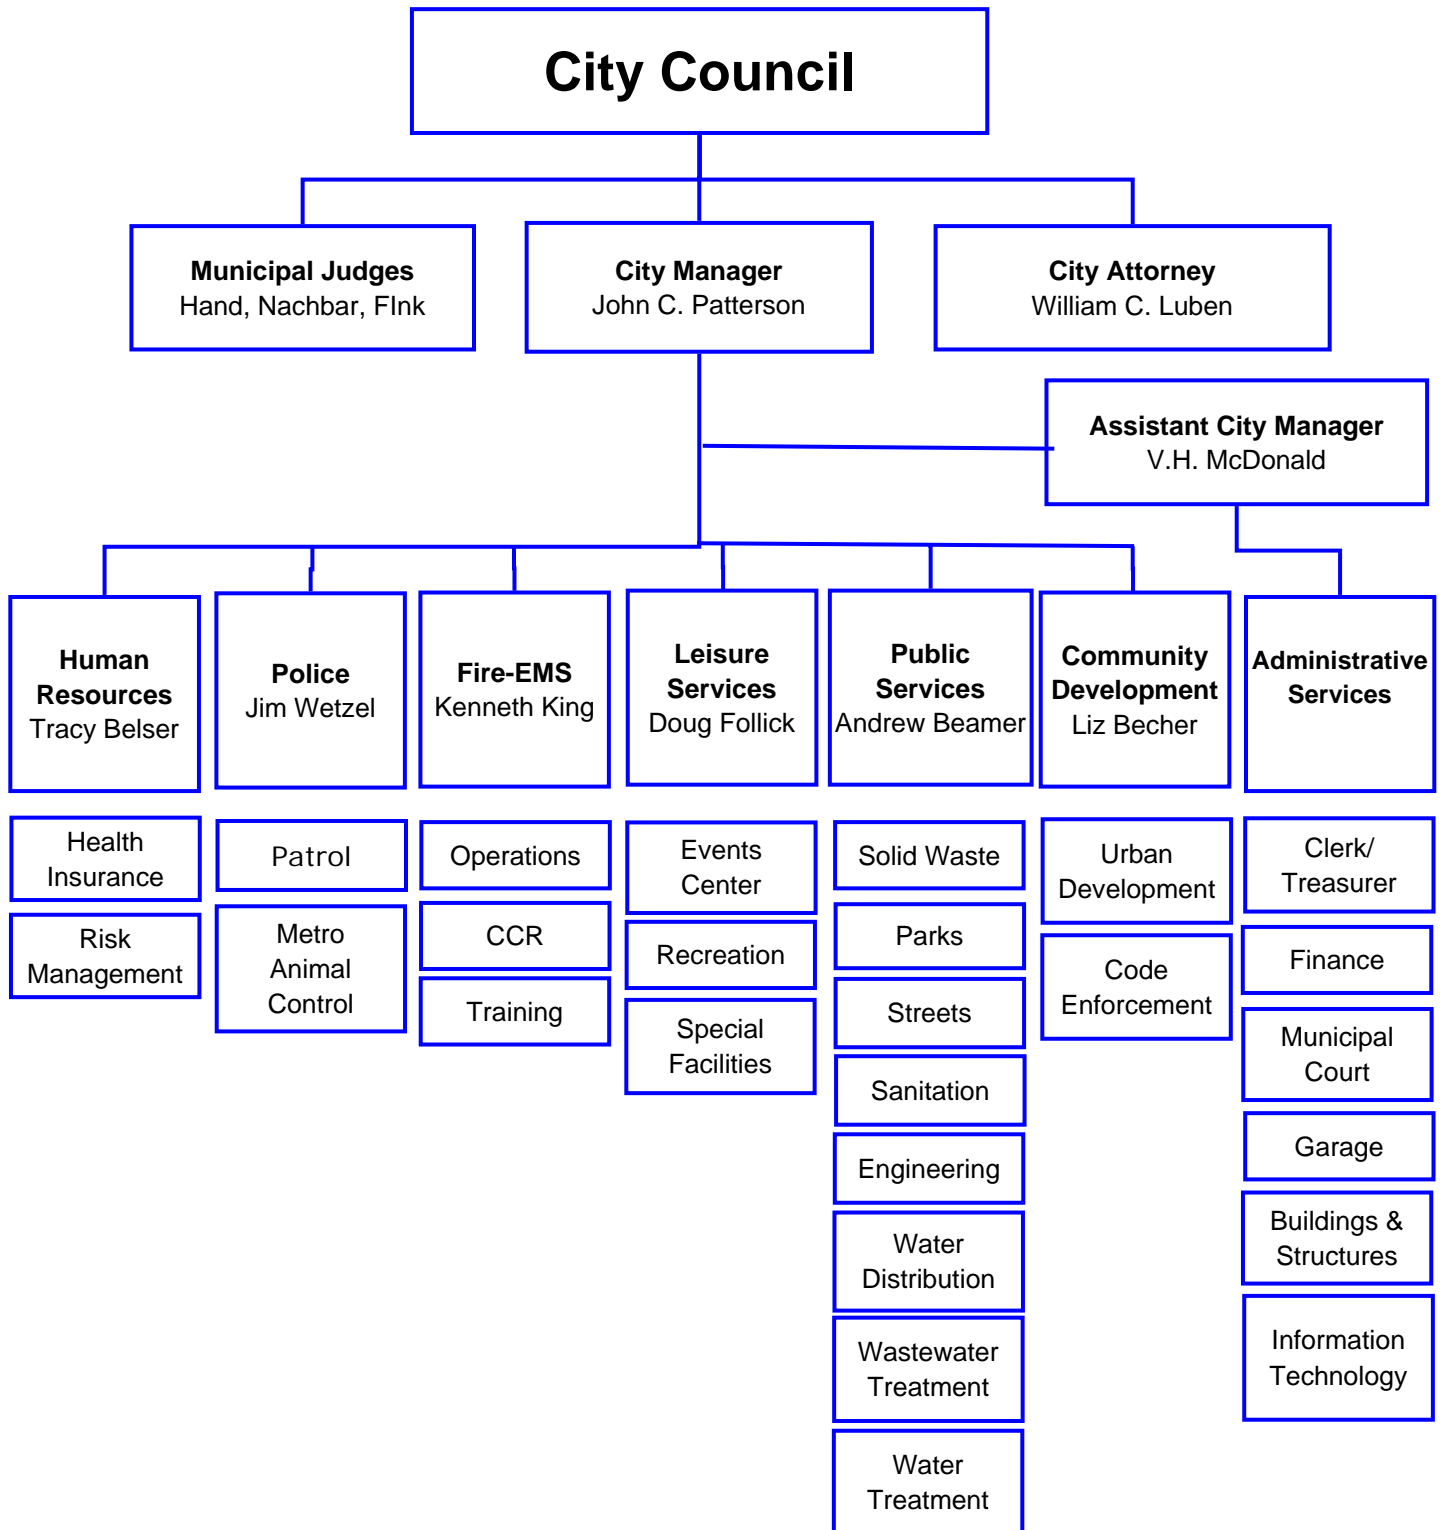 City Council
Municipal Judges
Hand, Nachbar, FInk
City Manager
John C. Patterson
City Attorney
William C. Luben
Assistant City Manager
V.H. McDonald
Human
Resources
Tracy Belser
Police
Jim Wetzel
Fire-EMS
Kenneth King
Leisure
Services
Doug Follick
Public
Services
Andrew Beamer
Community
Development
Liz Becher
Administrative
Services
Health
Insurance
Risk
Management
Patrol
Metro
Animal
Control
Operations
CCR
Training
Events
Center
Recreation
Special
Facilities
Solid Waste
Parks
Streets
Sanitation
Engineering
Water
Distribution
Wastewater
Treatment
Water
Treatment
Urban
Development
Code
Enforcement
Clerk/
Treasurer
Finance
Municipal
Court
Garage
Buildings &
Structures
Information
Technology